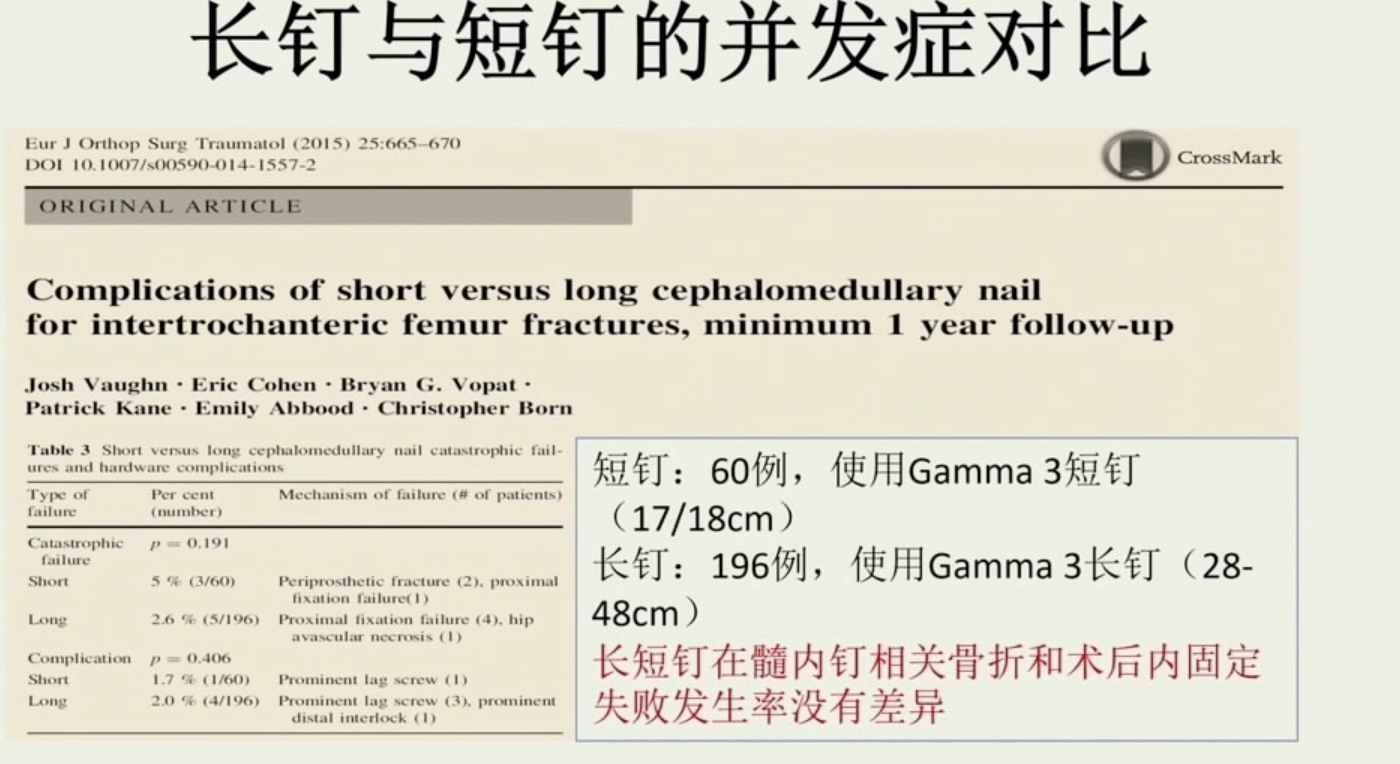 长钉与短钉的并发症对比
Eur J Orthop Surg Traumatol (2015) 25:665–670
DOI 10.1007/s00590-014-1557-2
CrossMark
ORIGINAL ARTICLE
Complications of short versus long cephalomedullary nail
for intertrochanteric femur fractures, minimum 1 year follow-up
Josh Vaughn · Eric Cohen · Bryan G. Vopat ·
Patrick Kane · Emily Abbood · Christopher Born
Table 3 Short versus long cephalomedullary nail catastrophic fail-
ures and hardware complications
Type of failure | Per cent (number) | Mechanism of failure (# of patients)
Catastrophic failure | p = 0.191
Short | 5 % (3/60) | Periprosthetic fracture (2), proximal fixation failure(1)
Long | 2.6 % (5/196) | Proximal fixation failure (4), hip avascular necrosis (1)
Complication | p = 0.406
Short | 1.7 % (1/60) | Prominent lag screw (1)
Long | 2.0 % (4/196) | Prominent lag screw (3), prominent distal interlock (1)
短钉：60例，使用Gamma 3短钉
（17/18cm）
长钉：196例，使用Gamma 3长钉（28-
48cm）
长短钉在髓内钉相关骨折和术后内固定
失败发生率没有差异